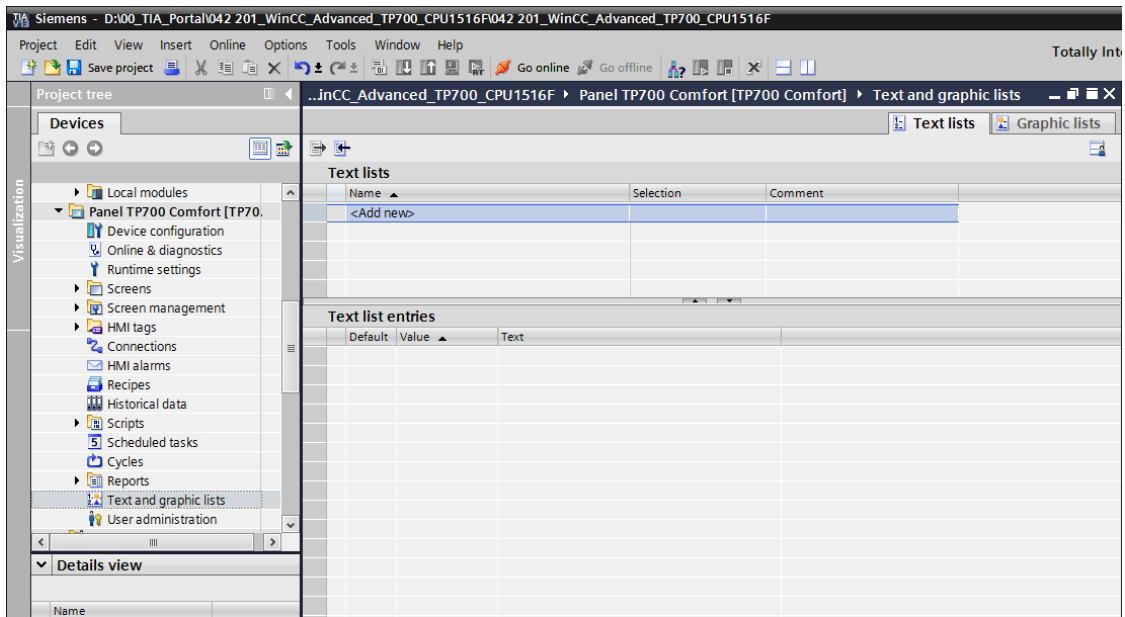 Siemens - D:\00_TIA_Portal\042 201_WinCC_Advanced_TP700_CPU1516F\042 201_WinCC_Advanced_TP700_CPU1516F
Project Edit View Insert Online Options Tools Window Help
Totally Int
Save project Go online Go offline
Project tree
...inCC_Advanced_TP700_CPU1516F Panel TP700 Comfort [TP700 Comfort] Text and graphic lists
Devices
Text lists Graphic lists
Visualization
Text lists
Name Selection Comment
<Add new>
Local modules
Panel TP700 Comfort [TP70.
Device configuration
Online & diagnostics
Runtime settings
Screens
Screen management
HMI tags
Connections
HMI alarms
Recipes
Historical data
Scripts
Scheduled tasks
Cycles
Reports
Text and graphic lists
User administration
Text list entries
Default Value Text
Details view
Name